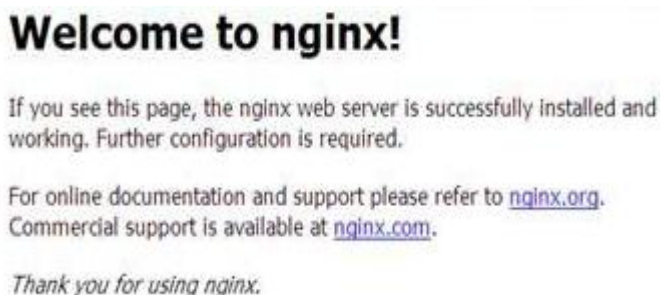 Welcome to nginx!
If you see this page, the nginx web server is successfully installed and
working. Further configuration is required.
For online documentation and support please refer to nginx.org.
Commercial support is available at nginx.com.
Thank you for using nginx.